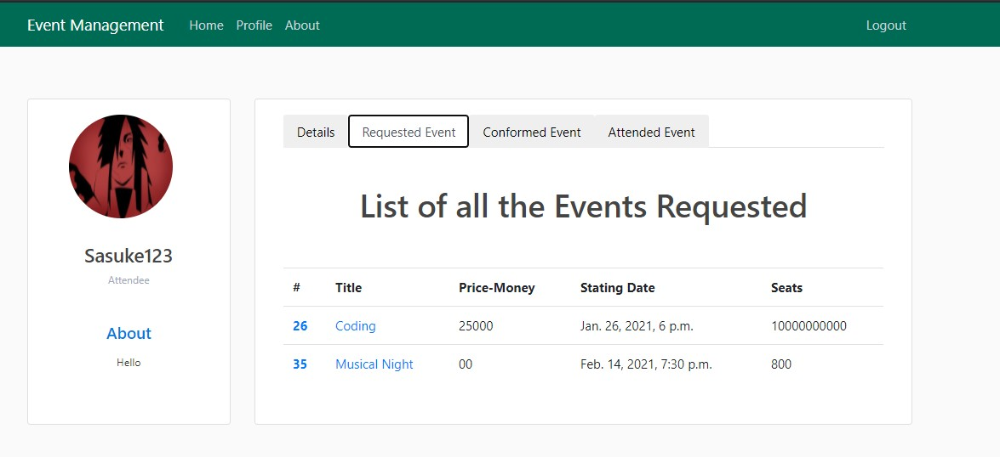 Event Management Home Profile About Logout
Sasuke123
Attendee
About
Hello
Details Requested Event Conformed Event Attended Event
List of all the Events Requested
# Title Price-Money Stating Date Seats
26 Coding 25000 Jan. 26, 2021, 6 p.m. 10000000000
35 Musical Night 00 Feb. 14, 2021, 7:30 p.m. 800